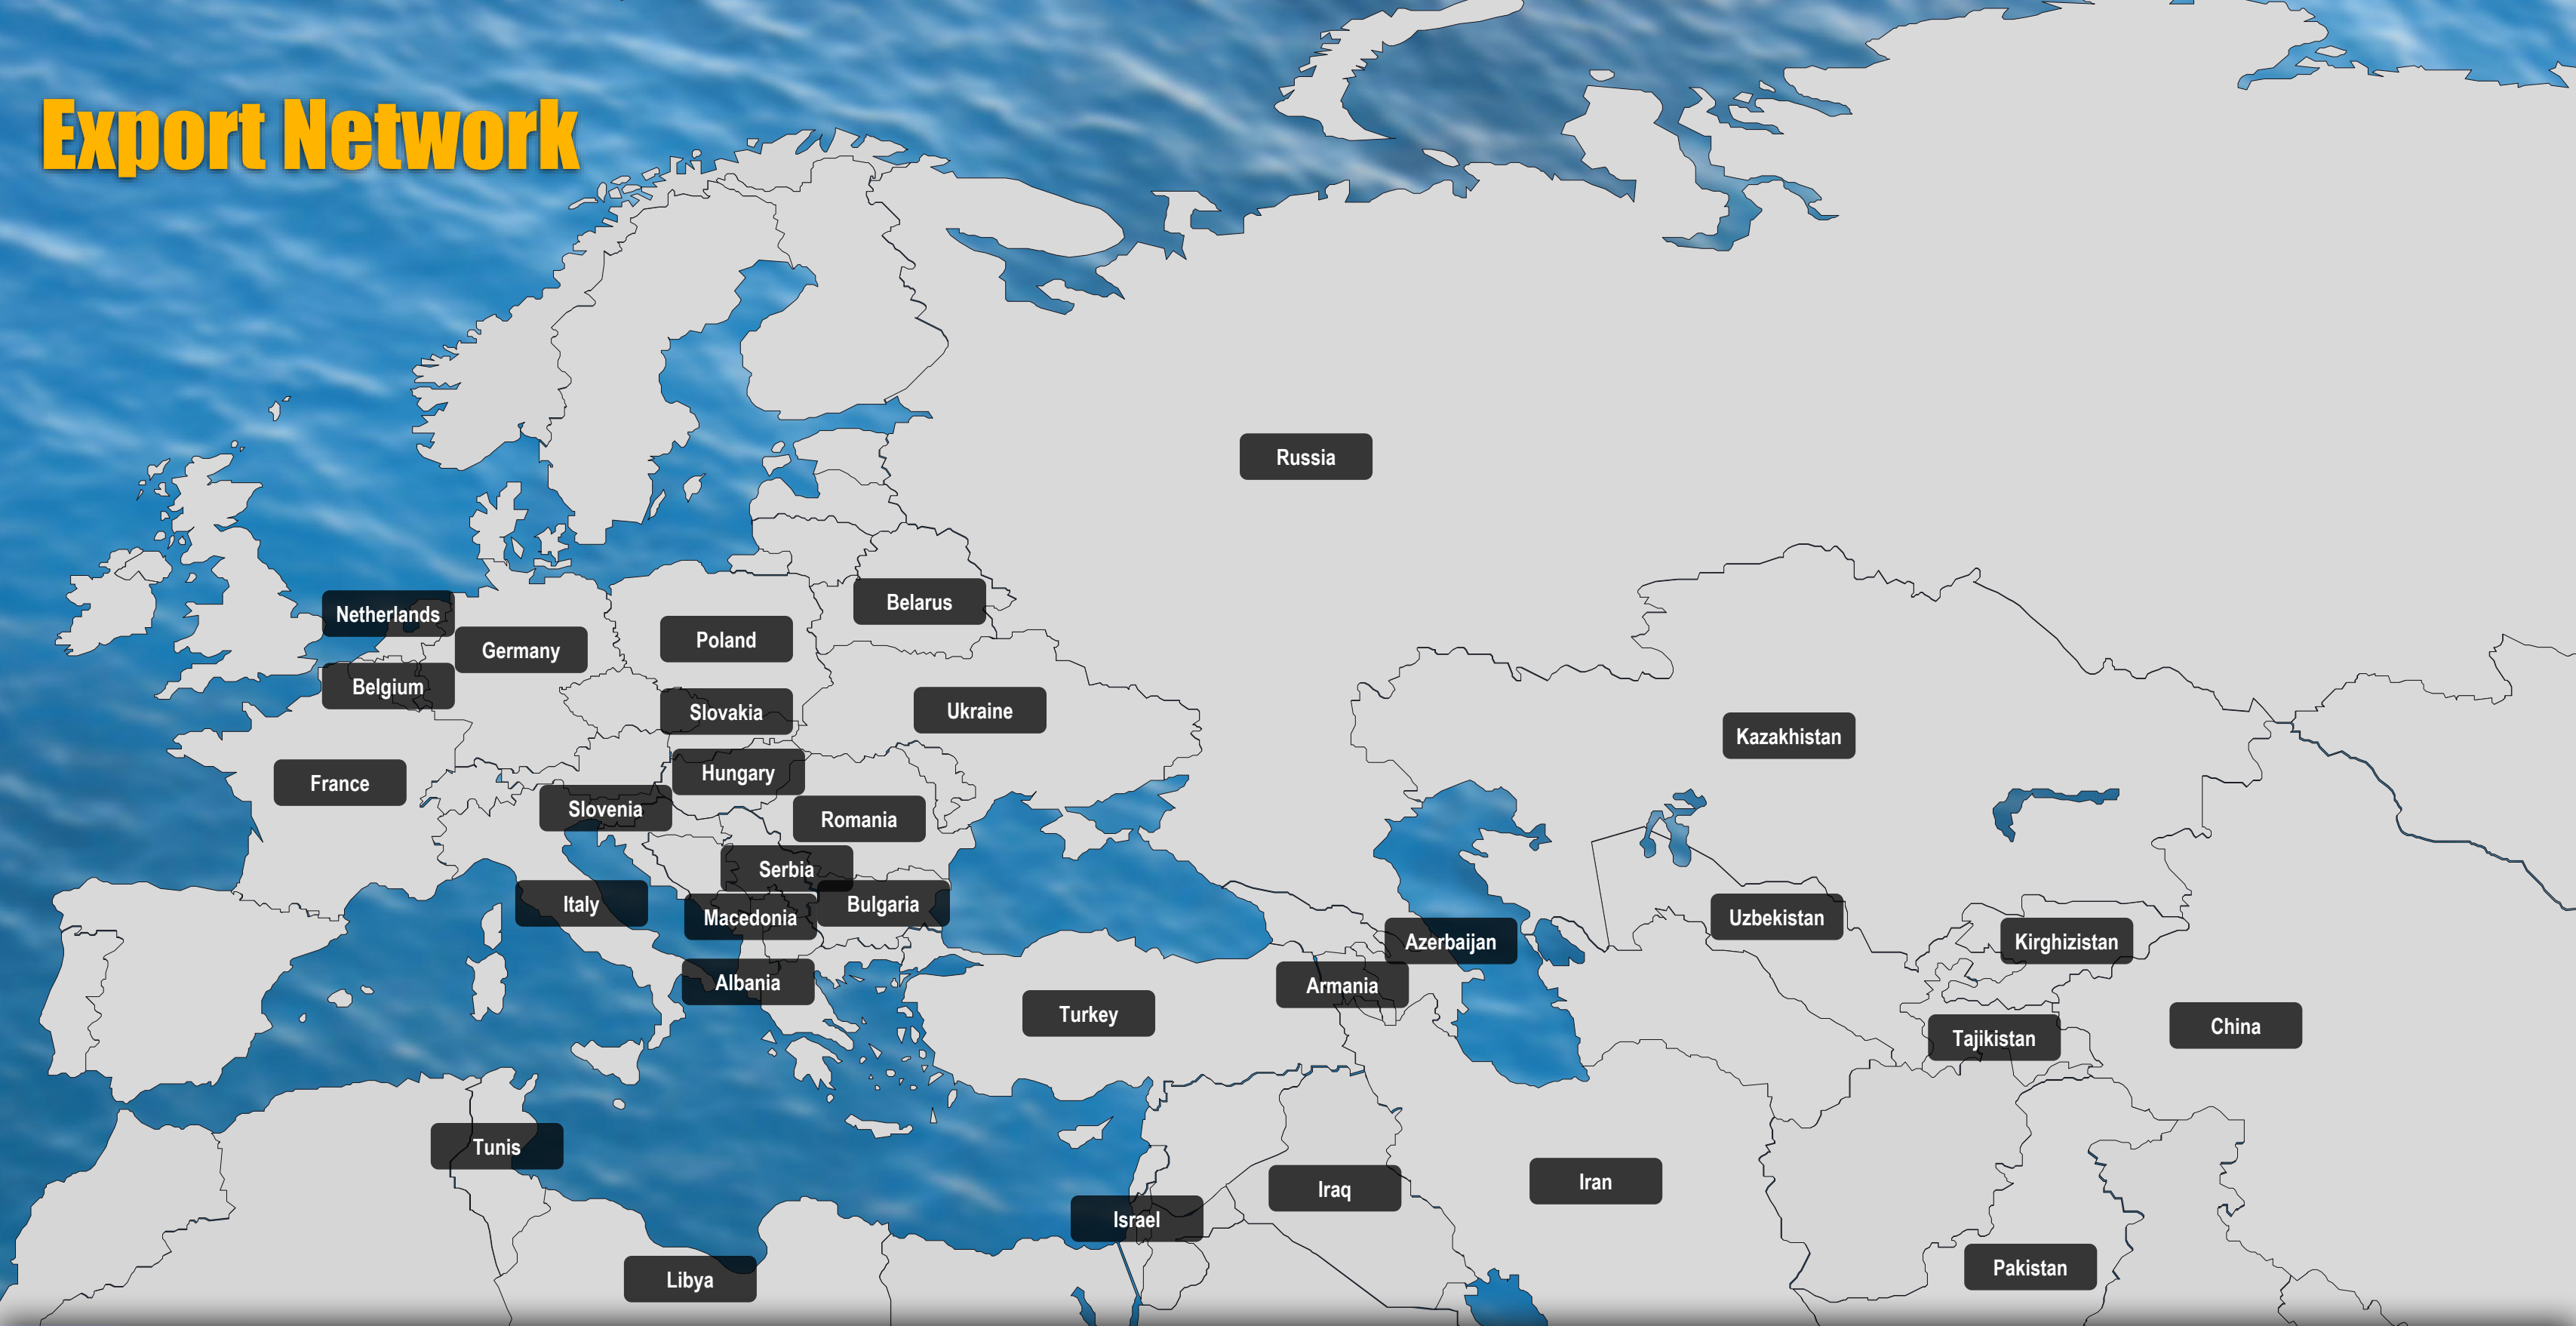 Export Network
Russia
Belarus
Netherlands
Poland
Germany
Belgium
Slovakia
Ukraine
Kazakhistan
Hungary
France
Slovenia
Romania
Serbia
Italy
Macedonia
Bulgaria
Uzbekistan
Azerbaijan
Kirghizistan
Albania
Armania
Turkey
China
Tajikistan
Tunis
Iraq
Iran
Israel
Pakistan
Libya